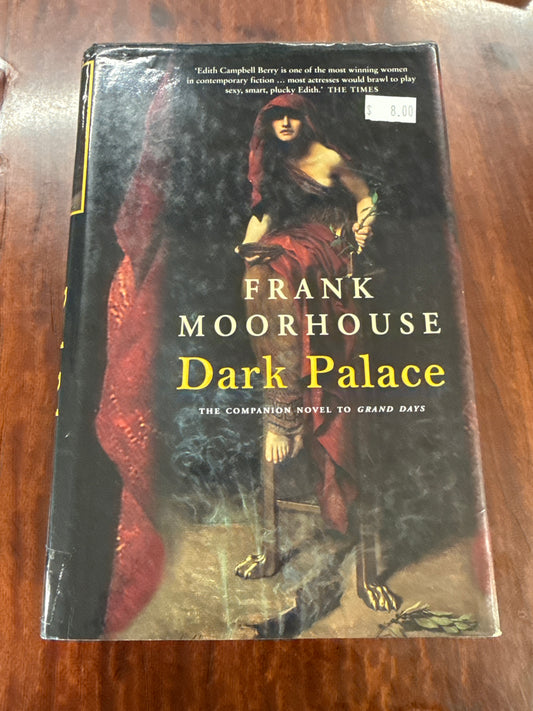 'Edith Campbell Berry is one of the most winning women
in contemporary fiction ... most actresses would brawl to play
sexy, smart, plucky Edith.' THE TIMES
$ 8.00
FRANK
MOORHOUSE
Dark Palace
THE COMPANION NOVEL TO GRAND DAYS